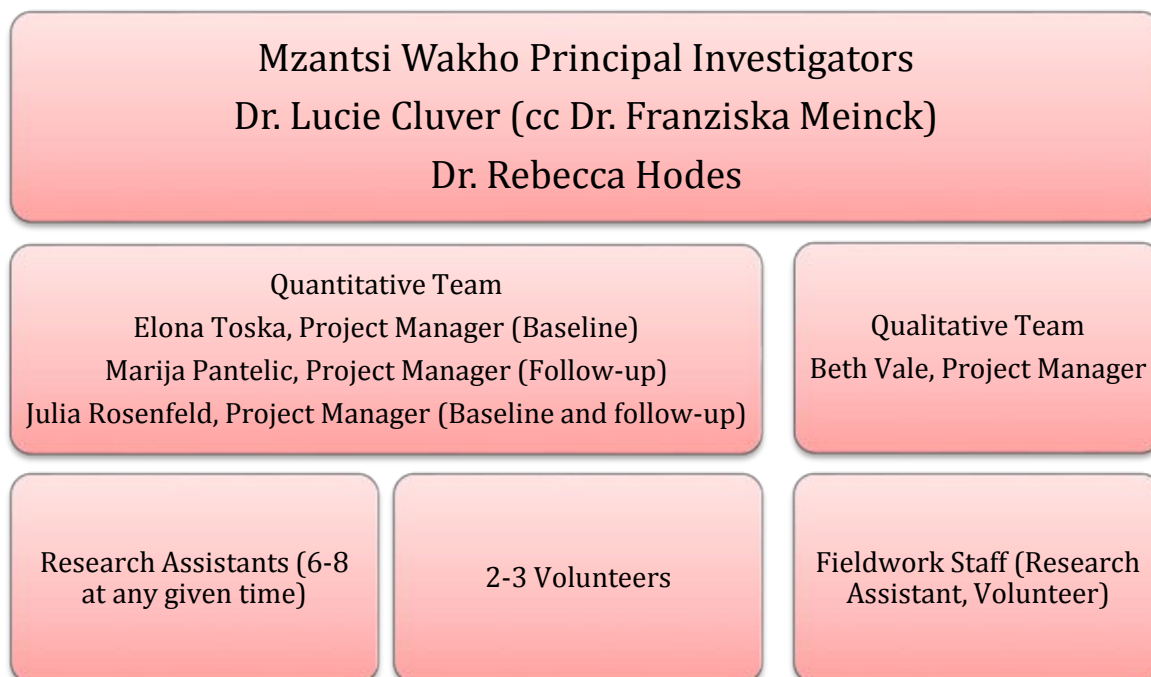 Mzantsi Wakho Principal Investigators
Dr. Lucie Cluver (cc Dr. Franziska Meinck)
Dr. Rebecca Hodes
Quantitative Team
Elona Toska, Project Manager (Baseline)
Marija Pantelic, Project Manager (Follow-up)
Julia Rosenfeld, Project Manager (Baseline and follow-up)
Qualitative Team
Beth Vale, Project Manager
Research Assistants (6-8
at any given time)
2-3 Volunteers
Fieldwork Staff (Research
Assistant, Volunteer)